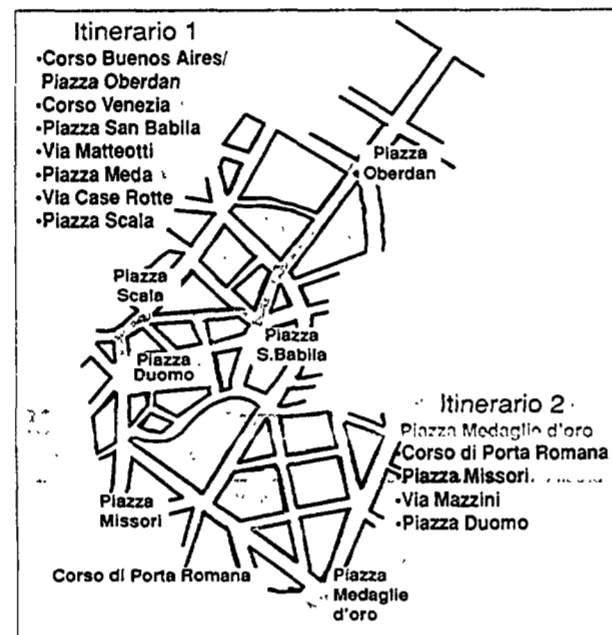 Itinerario 1
•Corso Buenos Aires/
Piazza Oberdan
•Corso Venezia
•Piazza San Babila
•Via Matteotti
•Piazza Meda
•Via Case Rotte
•Piazza Scala
Piazza
Oberdan
Piazza
Scala
Piazza
S.Babila
Piazza
Duomo
Itinerario 2
Piazza Medaglie d'oro
•Corso di Porta Romana
•Piazza Missori
•Via Mazzini
•Piazza Duomo
Piazza
Missori
Corso di Porta Romana
Piazza
Medaglie
d'oro